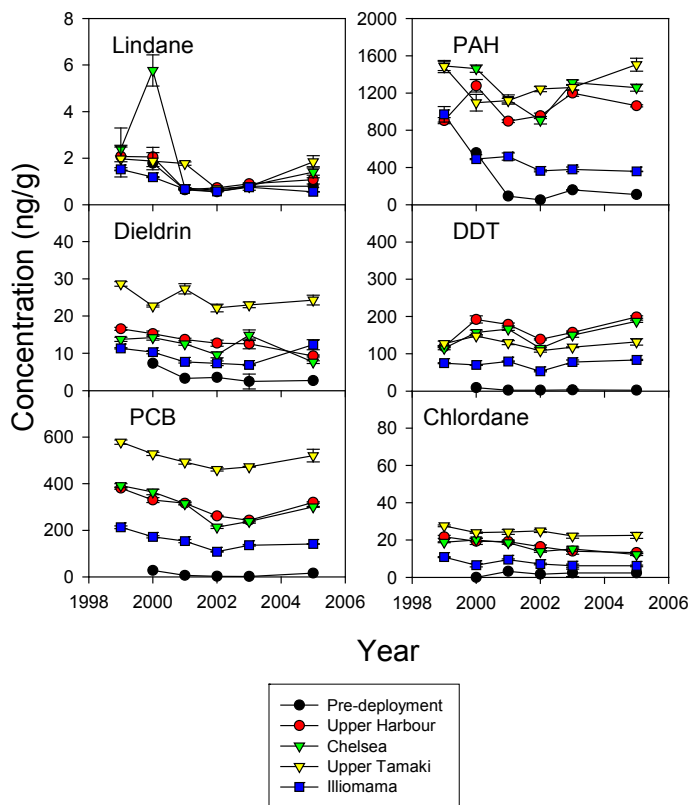 Lindane
8
6
4
2
0
PAH
2000
1600
1200
800
400
0
Dieldrin
40
30
20
10
0
DDT
400
300
200
100
0
PCB
600
400
200
0
1998 2000 2002 2004 2006
Chlordane
80
60
40
20
0
1998 2000 2002 2004 2006
Concentration (ng/g)
Year
Pre-deployment
Upper Harbour
Chelsea
Upper Tamaki
Illiomama